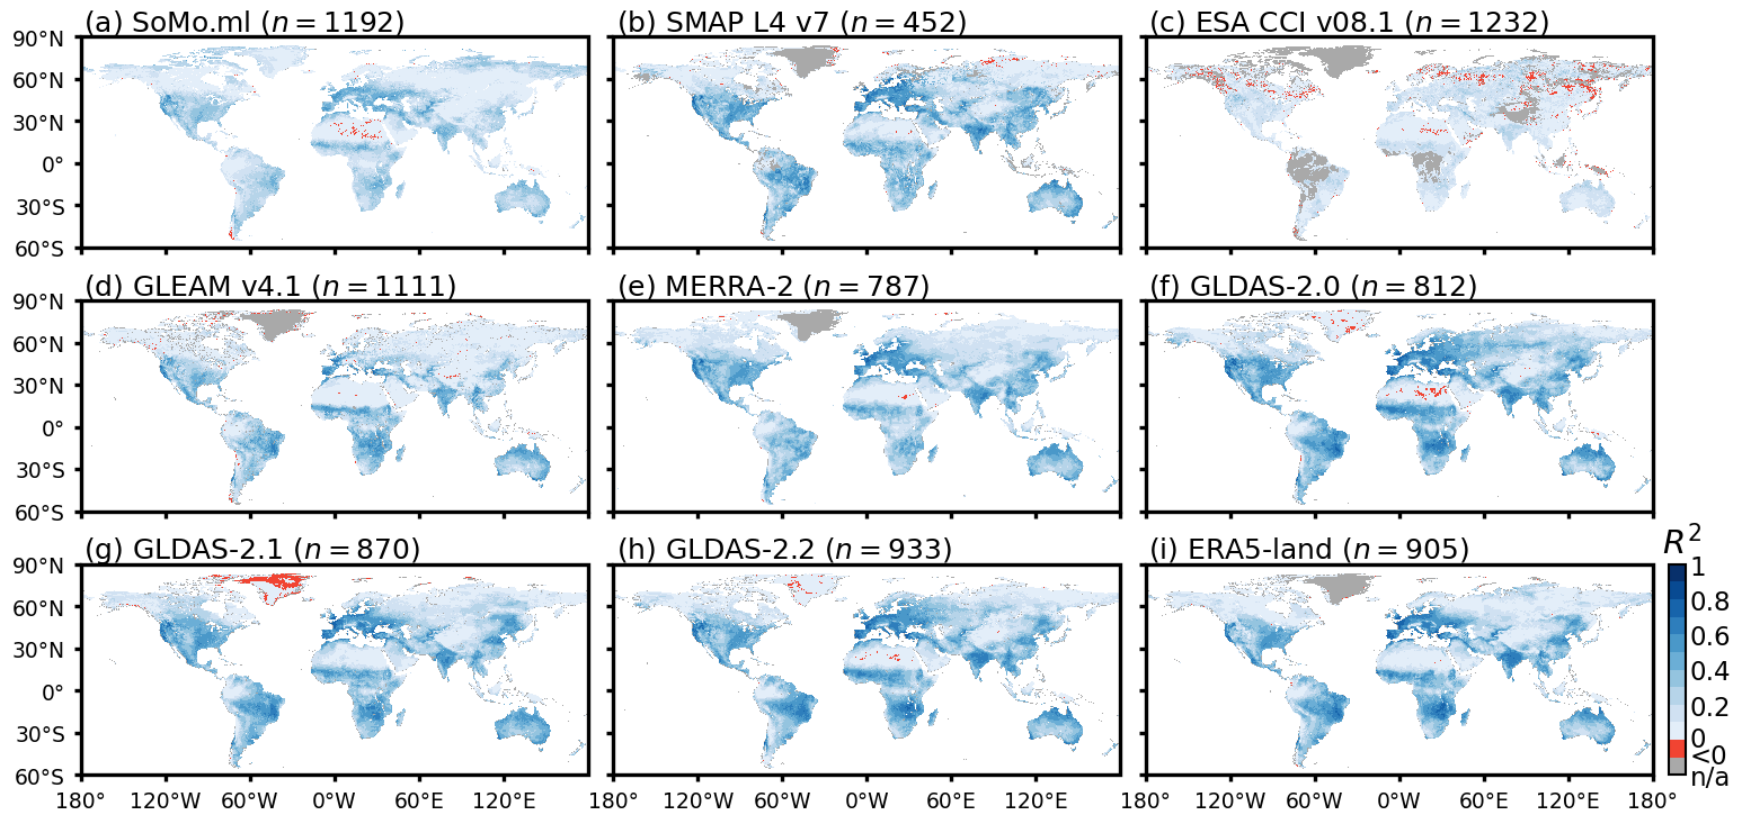 (a) SoMo.ml (n = 1192)
(b) SMAP L4 v7 (n = 452)
(c) ESA CCI v08.1 (n = 1232)
90°N
60°N
30°N
0°
30°S
60°S
(d) GLEAM v4.1 (n = 1111)
(e) MERRA-2 (n = 787)
(f) GLDAS-2.0 (n = 812)
90°N
60°N
30°N
0°
30°S
60°S
(g) GLDAS-2.1 (n = 870)
(h) GLDAS-2.2 (n = 933)
(i) ERA5-land (n = 905)
90°N
60°N
30°N
0°
30°S
60°S
180° 120°W 60°W 0°W 60°E 120°E
120°W 60°W 0°W 60°E 120°E
120°W 60°W 0°W 60°E 120°E 180°
R²
1
0.8
0.6
0.4
0.2
0
<0
n/a